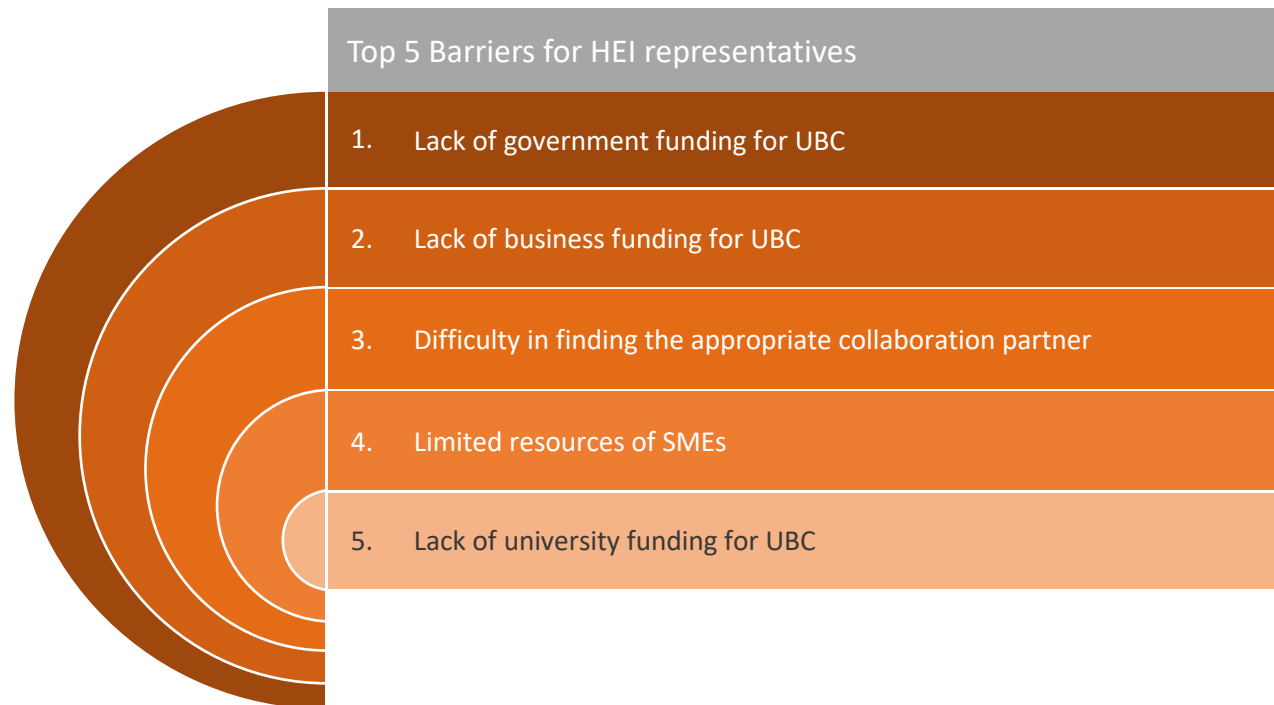 Top 5 Barriers for HEI representatives
1. Lack of government funding for UBC
2. Lack of business funding for UBC
3. Difficulty in finding the appropriate collaboration partner
4. Limited resources of SMEs
5. Lack of university funding for UBC